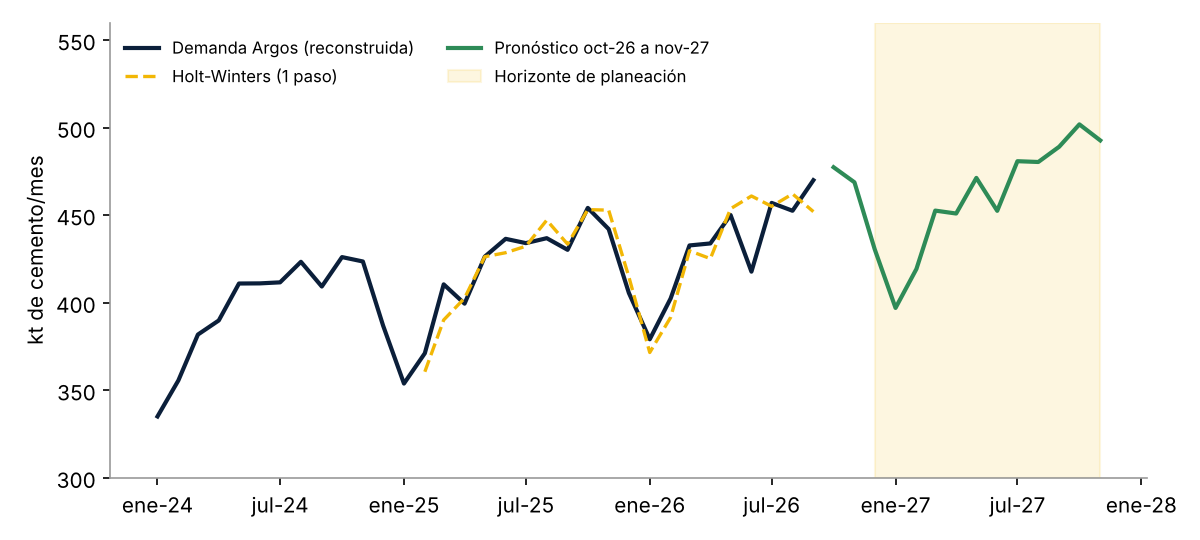 Demanda Argos (reconstruida)
Holt-Winters (1 paso)
Pronóstico oct-26 a nov-27
Horizonte de planeación
kt de cemento/mes
550
500
450
400
350
300
ene-24
jul-24
ene-25
jul-25
ene-26
jul-26
ene-27
jul-27
ene-28